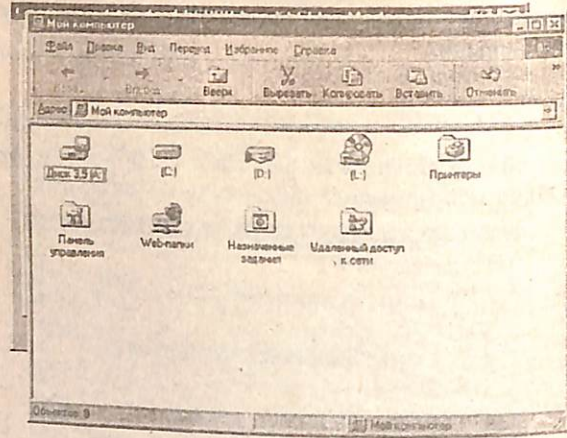 Мой компьютер
Файл Правка Вид Переход Избранное Справка
Вверх Вырезать Копировать Вставить Отменить
Адрес Мой компьютер
Диск 3,5 (A:) (C:) (D:) (L:) Принтеры
Панель управления Web-папки Назначенные задания Удаленный доступ к сети
Объектов: 9 Мой компьютер